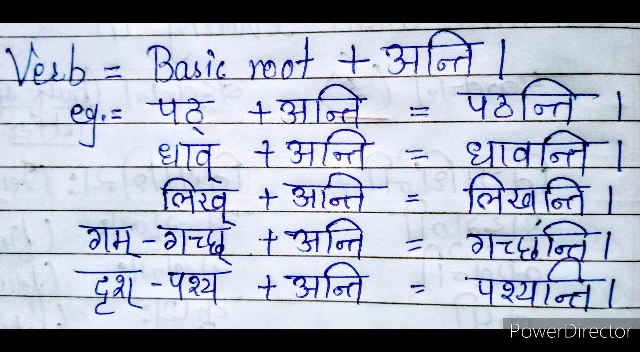 Verb = Basic root + अन्ति ।
eg.= पठ् + अन्ति = पठन्ति ।
धाव् + अन्ति = धावन्ति ।
लिख् + अन्ति = लिखन्ति ।
गम् - गच्छ् + अन्ति = गच्छन्ति ।
दृश् - पश्य + अन्ति = पश्यन्ति ।
PowerDirector